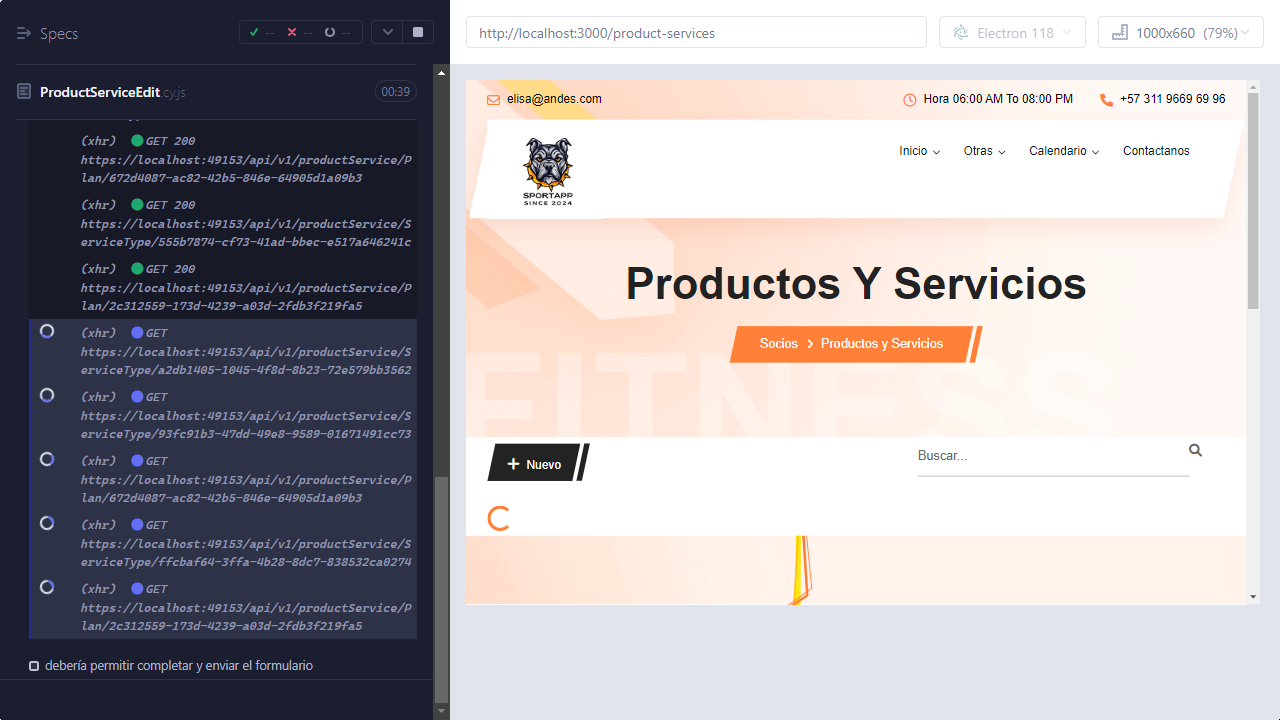 Specs
--
--
--
ProductServiceEdit.cy.js
00:39
(xhr) GET 200
https://localhost:49153/api/v1/productService/P
lan/672d4087-ac82-42b5-846e-64905d1a09b3
(xhr) GET 200
https://localhost:49153/api/v1/productService/S
erviceType/555b7874-cf73-41ad-bbec-e517a646241c
(xhr) GET 200
https://localhost:49153/api/v1/productService/P
lan/2c312559-173d-4239-a03d-2fdb3f219fa5
(xhr) GET
https://localhost:49153/api/v1/productService/S
erviceType/a2db1405-1045-4f8d-8b23-72e579bb3562
(xhr) GET
https://localhost:49153/api/v1/productService/S
erviceType/93fc91b3-47dd-49e8-9589-01671491cc73
(xhr) GET
https://localhost:49153/api/v1/productService/P
lan/672d4087-ac82-42b5-846e-64905d1a09b3
(xhr) GET
https://localhost:49153/api/v1/productService/S
erviceType/ffcbaf64-3ffa-4b28-8dc7-838532ca0274
(xhr) GET
https://localhost:49153/api/v1/productService/P
lan/2c312559-173d-4239-a03d-2fdb3f219fa5
debería permitir completar y enviar el formulario
http://localhost:3000/product-services
Electron 118
1000x660 (79%)
elisa@andes.com
Hora 06:00 AM To 08:00 PM
+57 311 9669 69 96
SPORTAPP
SINCE 2024
Inicio
Otras
Calendario
Contactanos
Productos Y Servicios
Socios > Productos y Servicios
FITNESS
+ Nuevo
Buscar...